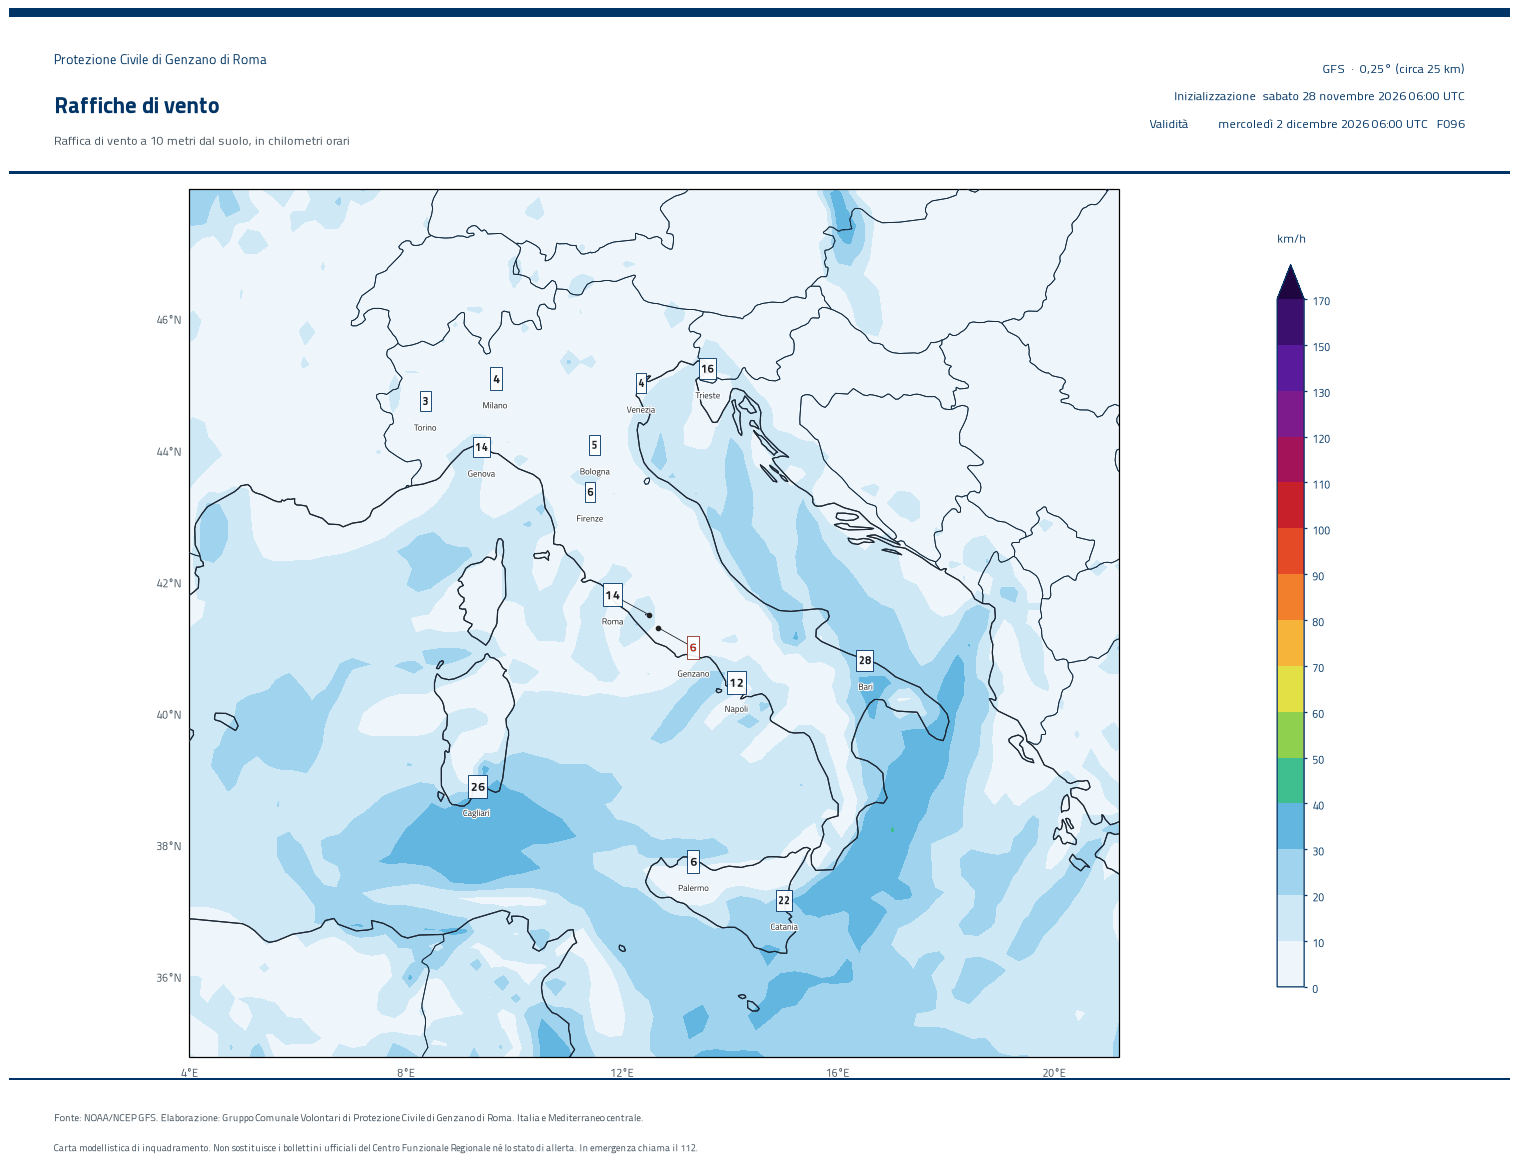 Protezione Civile di Genzano di Roma
Raffiche di vento
Raffica di vento a 10 metri dal suolo, in chilometri orari
GFS · 0,25° (circa 25 km)
Inizializzazione sabato 28 novembre 2026 06:00 UTC
Validità mercoledì 2 dicembre 2026 06:00 UTC F096
km/h
170
150
130
120
110
100
90
80
70
60
50
40
30
20
10
0
46°N
44°N
42°N
40°N
38°N
36°N
4°E
8°E
12°E
16°E
20°E
16
Trieste
4
Milano
4
Venezia
3
Torino
14
Genova
5
Bologna
6
Firenze
14
Roma
6
Genzano
28
Bari
12
Napoli
26
Cagliari
6
Palermo
22
Catania
Fonte: NOAA/NCEP GFS. Elaborazione: Gruppo Comunale Volontari di Protezione Civile di Genzano di Roma. Italia e Mediterraneo centrale.
Carta modellistica di inquadramento. Non sostituisce i bollettini ufficiali del Centro Funzionale Regionale né lo stato di allerta. In emergenza chiama il 112.